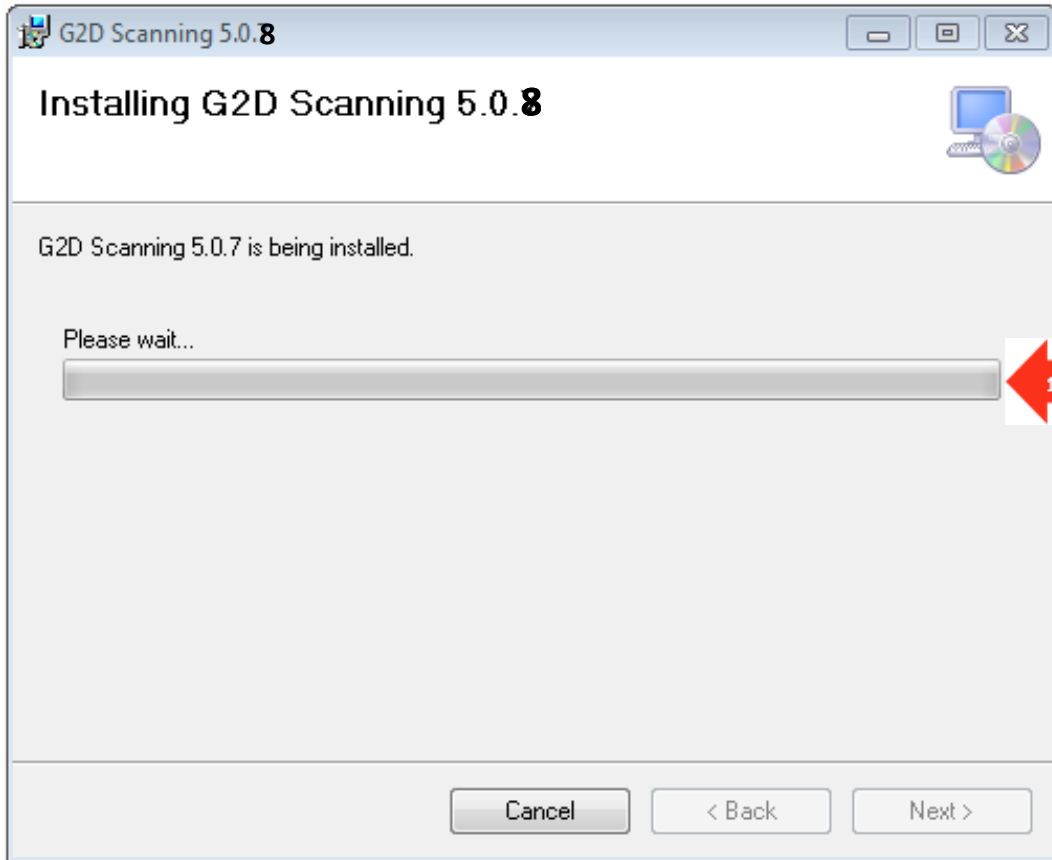 G2D Scanning 5.0.8
Installing G2D Scanning 5.0.8
G2D Scanning 5.0.7 is being installed.
Please wait...
1
Cancel
< Back
Next >